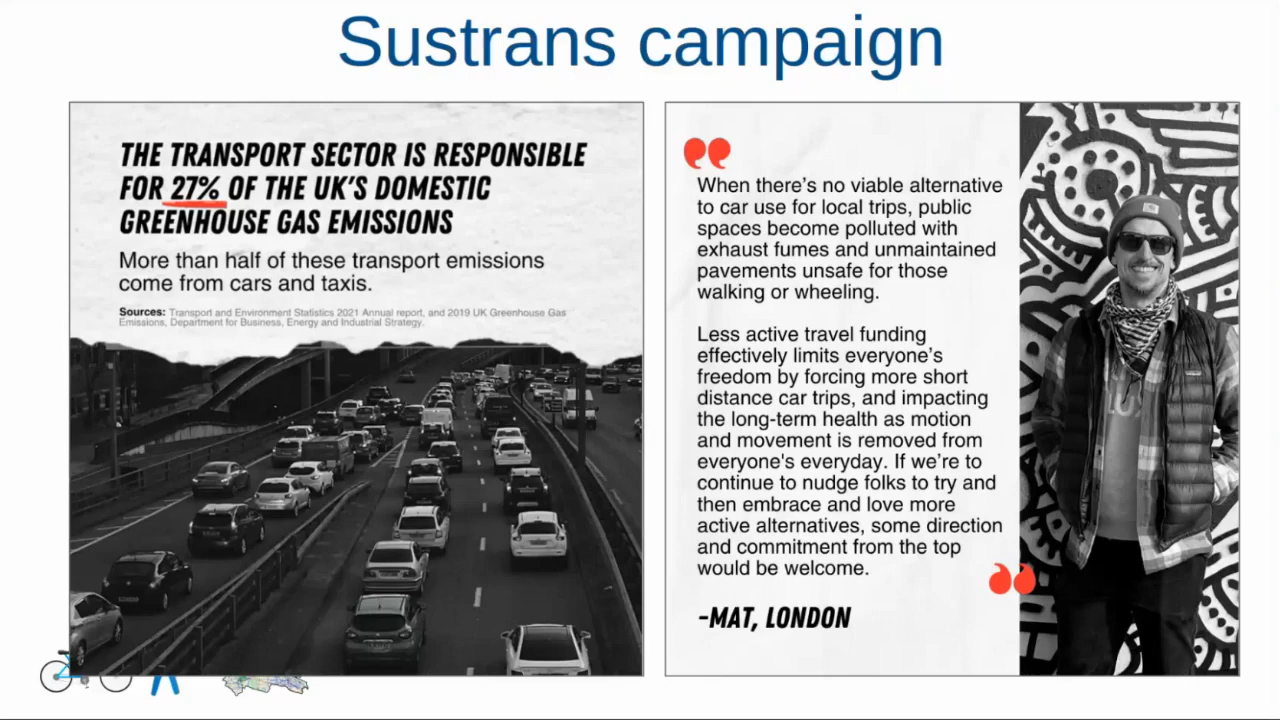 Sustrans campaign
THE TRANSPORT SECTOR IS RESPONSIBLE
FOR 27% OF THE UK'S DOMESTIC
GREENHOUSE GAS EMISSIONS
More than half of these transport emissions
come from cars and taxis.
Sources: Transport and Environment Statistics 2021 Annual report, and 2019 UK Greenhouse Gas
Emissions, Department for Business, Energy and Industrial Strategy.
When there's no viable alternative
to car use for local trips, public
spaces become polluted with
exhaust fumes and unmaintained
pavements unsafe for those
walking or wheeling.
Less active travel funding
effectively limits everyone's
freedom by forcing more short
distance car trips, and impacting
the long-term health as motion
and movement is removed from
everyone's everyday. If we're to
continue to nudge folks to try and
then embrace and love more
active alternatives, some direction
and commitment from the top
would be welcome.
-MAT, LONDON